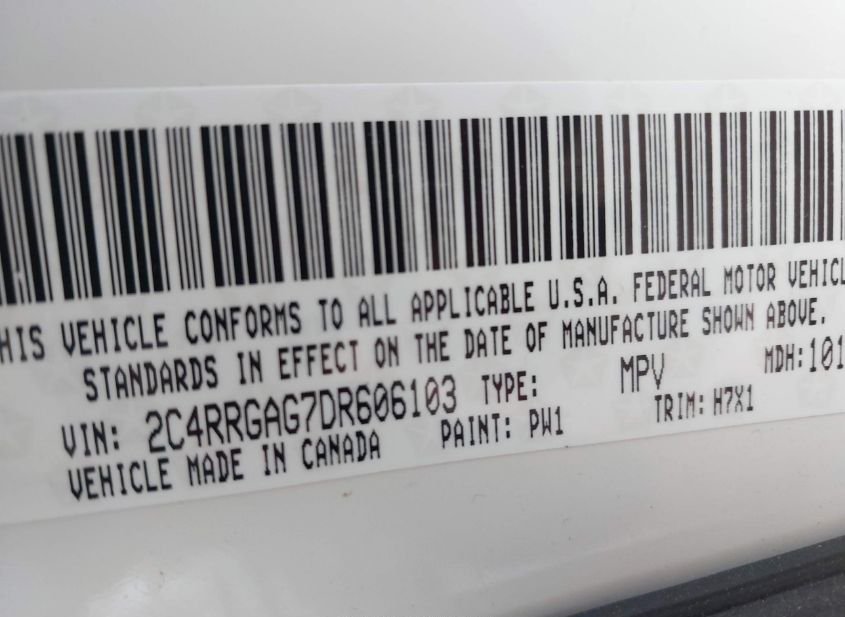 HIS VEHICLE CONFORMS TO ALL APPLICABLE U.S.A. FEDERAL MOTOR VEHICL
STANDARDS IN EFFECT ON THE DATE OF MANUFACTURE SHOWN ABOVE.
VIN: 2C4RRGAG7DR606103 TYPE: MPV MDH: 101
VEHICLE MADE IN CANADA PAINT: PW1 TRIM: H7X1